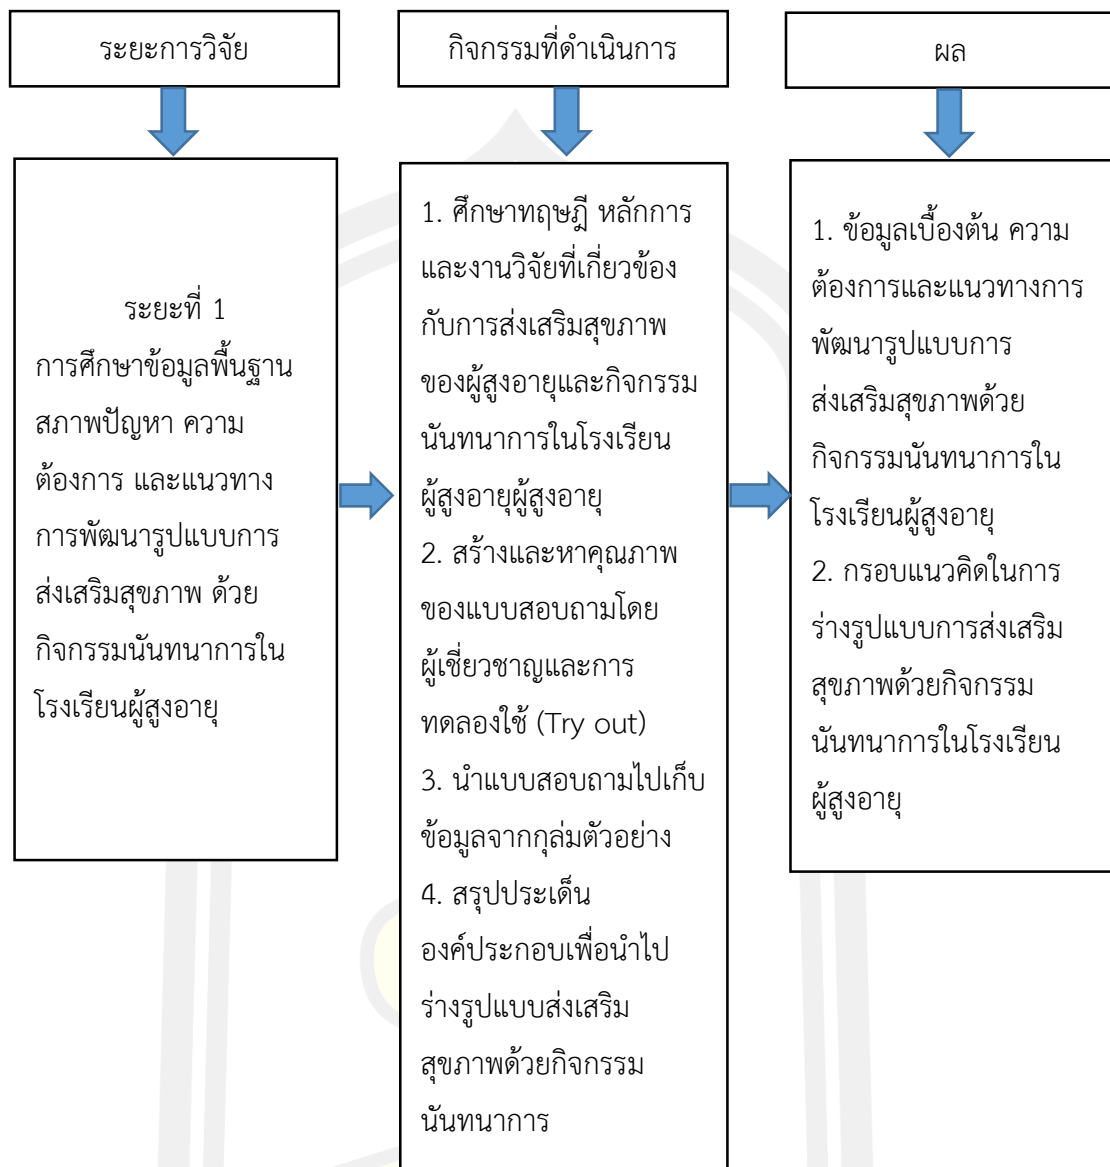 ระยะการวิจัย
กิจกรรมที่ดำเนินการ
ผล
ระยะที่ 1
การศึกษาข้อมูลพื้นฐาน
สภาพปัญหา ความ
ต้องการ และแนวทาง
การพัฒนารูปแบบการ
ส่งเสริมสุขภาพ ด้วย
กิจกรรมนันทนาการใน
โรงเรียนผู้สูงอายุ
1. ศึกษาทฤษฎี หลักการ
และงานวิจัยที่เกี่ยวข้อง
กับการส่งเสริมสุขภาพ
ของผู้สูงอายุและกิจกรรม
นันทนาการในโรงเรียน
ผู้สูงอายุผู้สูงอายุ
2. สร้างและหาคุณภาพ
ของแบบสอบถามโดย
ผู้เชี่ยวชาญและการ
ทดลองใช้ (Try out)
3. นำแบบสอบถามไปเก็บ
ข้อมูลจากกลุ่มตัวอย่าง
4. สรุปประเด็น
องค์ประกอบเพื่อนำไป
ร่างรูปแบบส่งเสริม
สุขภาพด้วยกิจกรรม
นันทนาการ
1. ข้อมูลเบื้องต้น ความ
ต้องการและแนวทางการ
พัฒนารูปแบบการ
ส่งเสริมสุขภาพด้วย
กิจกรรมนันทนาการใน
โรงเรียนผู้สูงอายุ
2. กรอบแนวคิดในการ
ร่างรูปแบบการส่งเสริม
สุขภาพด้วยกิจกรรม
นันทนาการในโรงเรียน
ผู้สูงอายุ